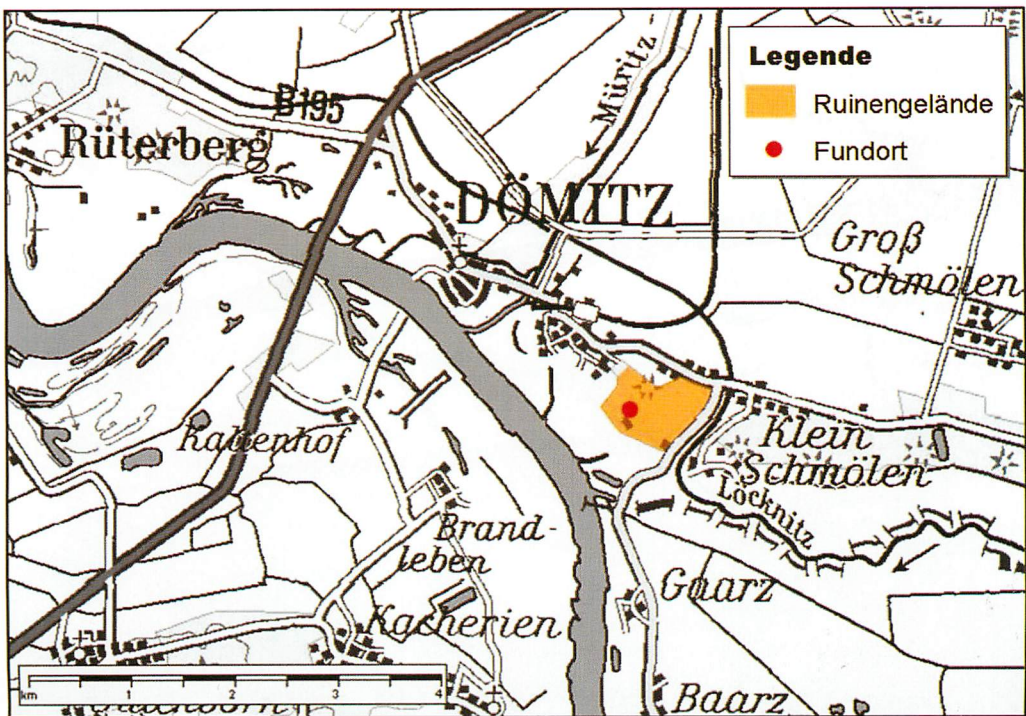 Legende
Ruinengelände
Fundort
Müritz
B195
Rüterberg
DÖMITZ
Groß
Schmölen
Kaltenhof
Klein
Schmölen
Löcknitz
Brand-
leben
Gaarz
Kacherien
Baarz
km 1 2 3 4